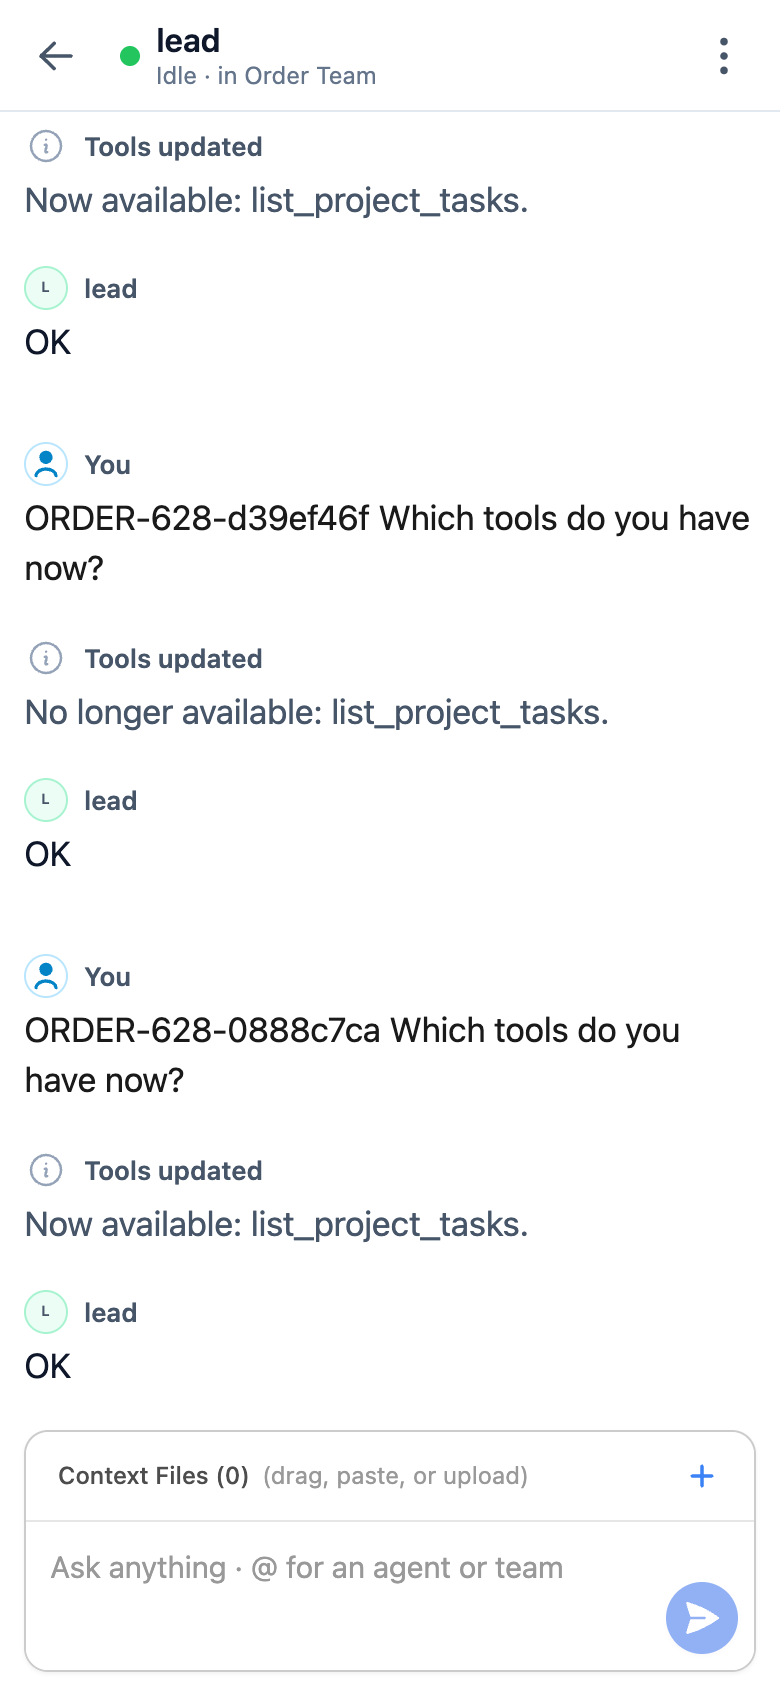 lead
Idle · in Order Team
Tools updated
Now available: list_project_tasks.
L lead
OK
You
ORDER-628-d39ef46f Which tools do you have
now?
Tools updated
No longer available: list_project_tasks.
L lead
OK
You
ORDER-628-0888c7ca Which tools do you
have now?
Tools updated
Now available: list_project_tasks.
L lead
OK
Context Files (0) (drag, paste, or upload)
Ask anything · @ for an agent or team